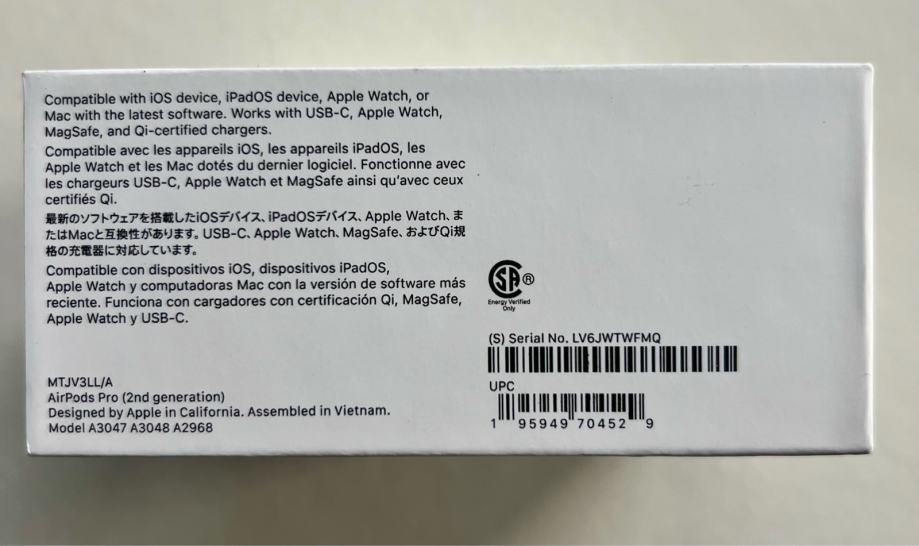 Compatible with iOS device, iPadOS device, Apple Watch, or
Mac with the latest software. Works with USB-C, Apple Watch,
MagSafe, and Qi-certified chargers.
Compatible avec les appareils iOS, les appareils iPadOS, les
Apple Watch et les Mac dotés du dernier logiciel. Fonctionne avec
les chargeurs USB-C, Apple Watch et MagSafe ainsi qu’avec ceux
certifiés Qi.
最新のソフトウェアを搭載したiOSデバイス、iPadOSデバイス、Apple Watch、ま
たはMacと互換性があります。USB-C、Apple Watch、MagSafe、およびQi規
格の充電器に対応しています。
Compatible con dispositivos iOS, dispositivos iPadOS,
Apple Watch y computadoras Mac con la versión de software más
reciente. Funciona con cargadores con certificación Qi, MagSafe,
Apple Watch y USB-C.
MTJV3LL/A
AirPods Pro (2nd generation)
Designed by Apple in California. Assembled in Vietnam.
Model A3047 A3048 A2968
CSA®
Energy Verified
Only
(S) Serial No. LV6JWTWFMQ
UPC
1 95949 70452 9